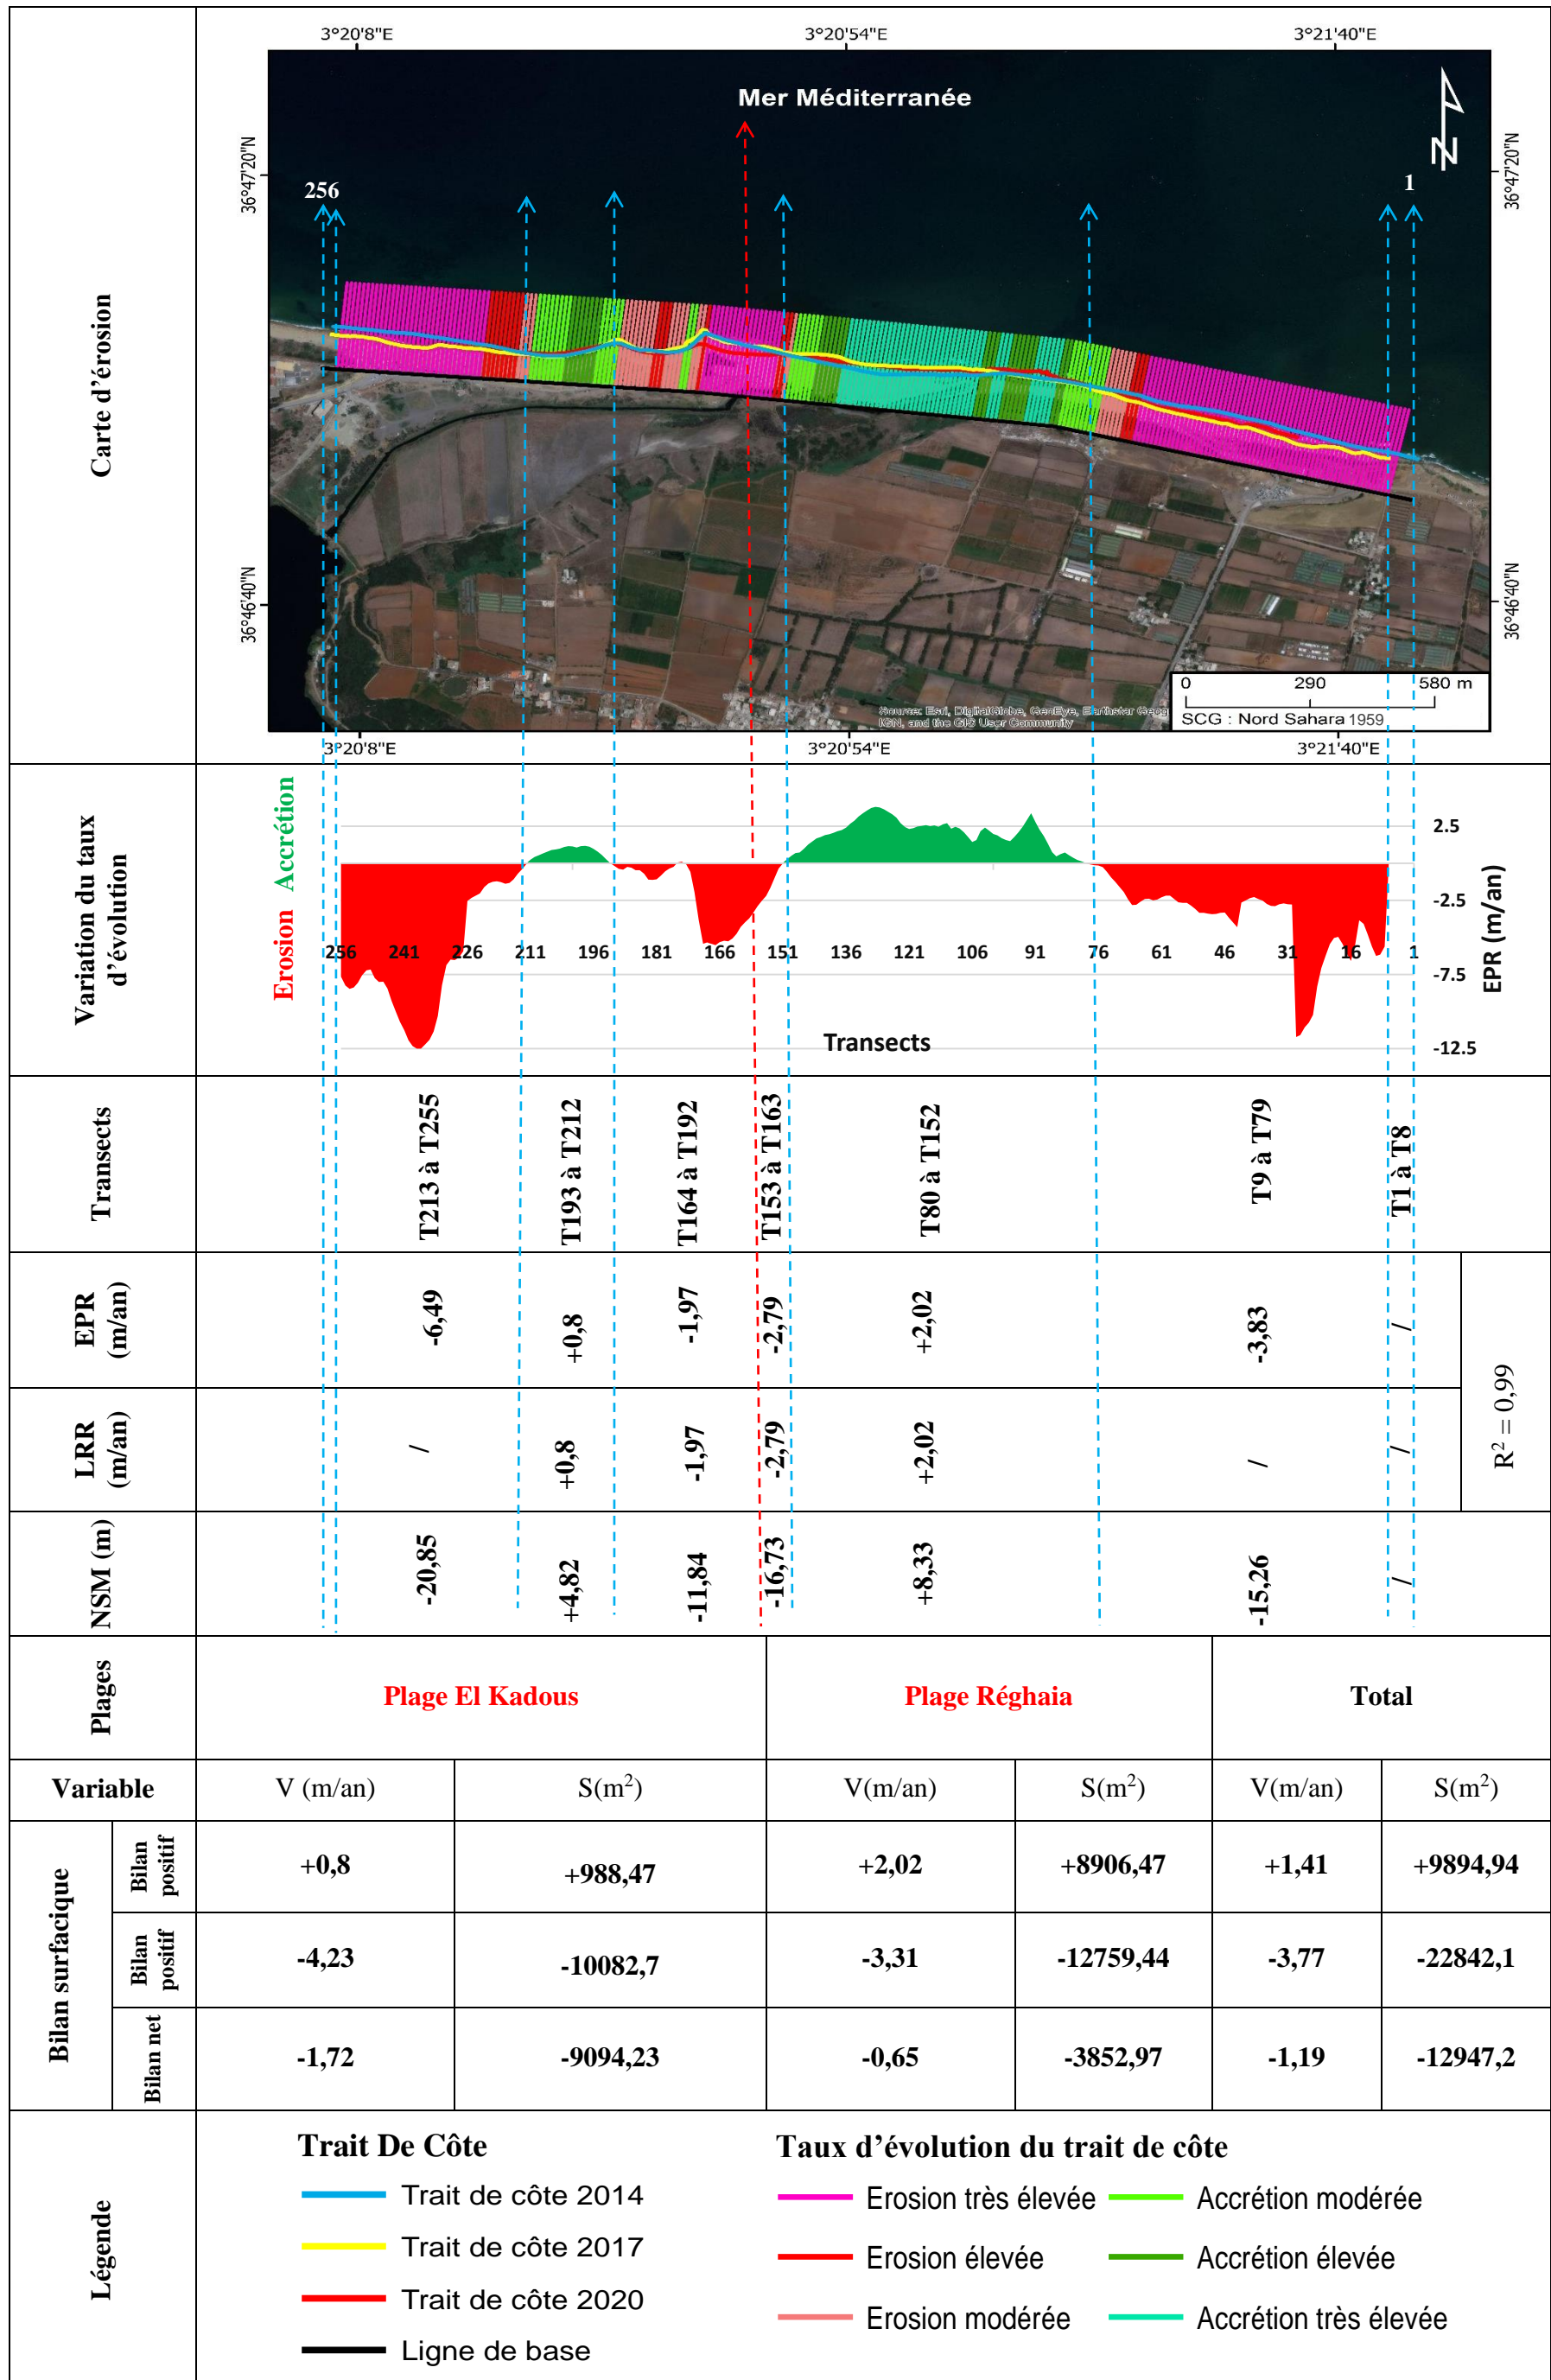 Carte d'érosion
3°20'8"E
3°20'54"E
3°21'40"E
Mer Méditerranée
N
36°47'20"N
36°47'20"N
256
1
36°46'40"N
36°46'40"N
0 290 580 m
SCG : Nord Sahara 1959
Source: Esri, DigitalGlobe, GeoEye, Earthstar Geog
IGN, and the GIS User Community
3°20'8"E
3°20'54"E
3°21'40"E
Variation du taux
d'évolution
Erosion Accrétion
2.5
-2.5
-7.5
-12.5
EPR (m/an)
256 241 226 211 196 181 166 151 136 121 106 91 76 61 46 31 16 1
Transects
Transects
T213 à T255
T193 à T212
T164 à T192
T153 à T163
T80 à T152
T9 à T79
T1 à T8
EPR
(m/an)
-6,49
+0,8
-1,97
-2,79
+2,02
-3,83
/
R² = 0,99
LRR
(m/an)
/
+0,8
-1,97
-2,79
+2,02
/
/
NSM (m)
-20,85
+4,82
-11,84
-16,73
+8,33
-15,26
/
Plages
Plage El Kadous
Plage Réghaia
Total
Variable
V (m/an)
S(m²)
V(m/an)
S(m²)
V(m/an)
S(m²)
Bilan surfacique
Bilan
positif
+0,8
+988,47
+2,02
+8906,47
+1,41
+9894,94
Bilan
positif
-4,23
-10082,7
-3,31
-12759,44
-3,77
-22842,1
Bilan net
-1,72
-9094,23
-0,65
-3852,97
-1,19
-12947,2
Légende
Trait De Côte
Trait de côte 2014
Trait de côte 2017
Trait de côte 2020
Ligne de base
Taux d'évolution du trait de côte
Erosion très élevée
Accrétion modérée
Erosion élevée
Accrétion élevée
Erosion modérée
Accrétion très élevée